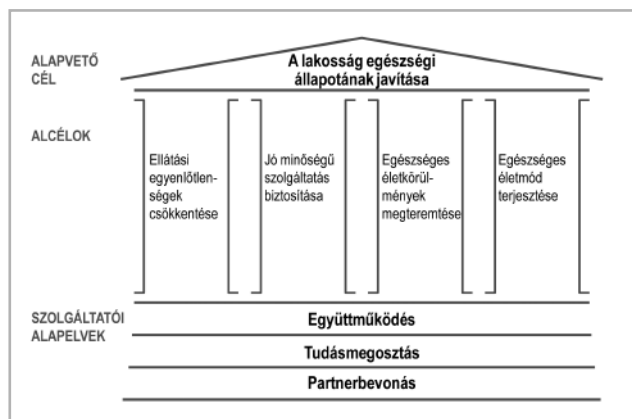 ALAPVETŐ
CÉL
A lakosság egészségi
állapotának javítása
ALCÉLOK
Ellátási
egyenlőtlen-
ségek
csökkentése
Jó minőségű
szolgáltatás
biztosítása
Egészséges
életkörül-
mények
megteremtése
Egészséges
életmód
terjesztése
SZOLGÁLTATÓI
ALAPELVEK
Együttműködés
Tudásmegosztás
Partnerbevonás